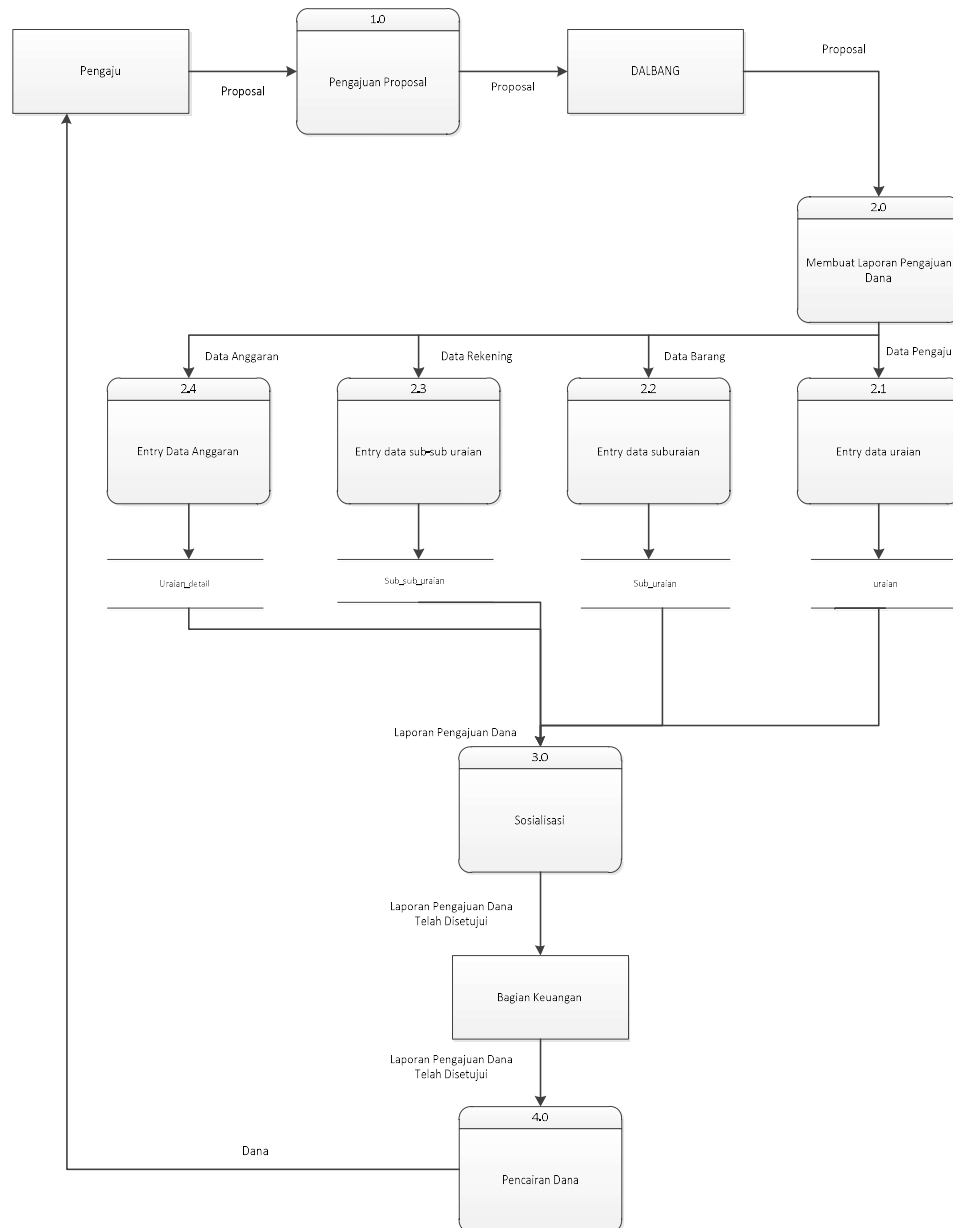 1.0
Pengaju
Proposal
Pengajuan Proposal
Proposal
DALBANG
Proposal
2.0
Membuat Laporan Pengajuan
Dana
Data Anggaran
Data Rekening
Data Barang
Data Pengaju
2.4
Entry Data Anggaran
2.3
Entry data sub-sub uraian
2.2
Entry data suburaian
2.1
Entry data uraian
Uraian_detail
Sub_sub_uraian
Sub_uraian
uraian
Laporan Pengajuan Dana
3.0
Sosialisasi
Laporan Pengajuan Dana
Telah Disetujui
Bagian Keuangan
Laporan Pengajuan Dana
Telah Disetujui
4.0
Pencairan Dana
Dana